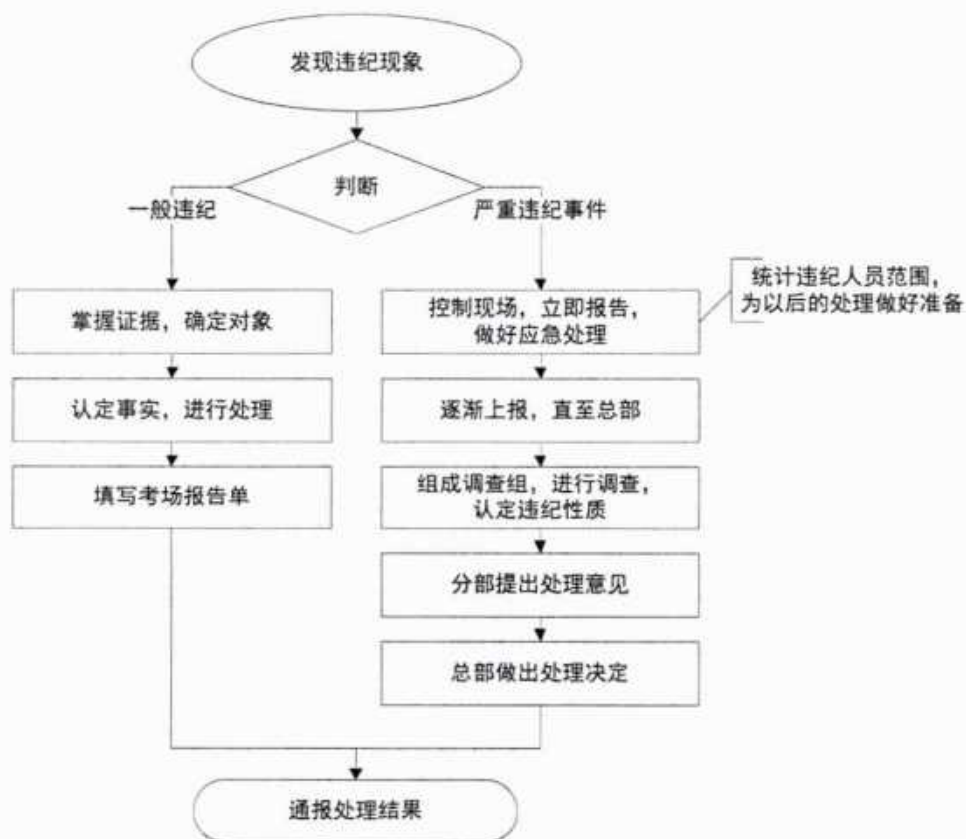 发现违纪现象
判断
一般违纪
严重违纪事件
掌握证据，确定对象
认定事实，进行处理
填写考场报告单
控制现场，立即报告，
做好应急处理
统计违纪人员范围，
为以后的处理做好准备
逐渐上报，直至总部
组成调查组，进行调查，
认定违纪性质
分部提出处理意见
总部做出处理决定
通报处理结果